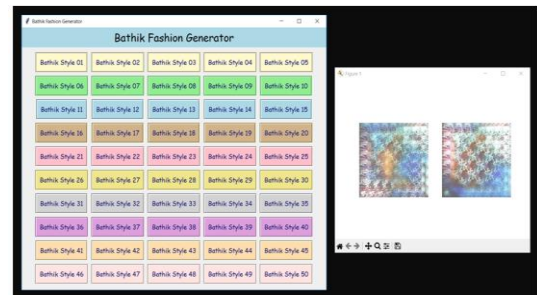 Bathik Fashion Generator
Bathik Fashion Generator
Bathik Style 01 Bathik Style 02 Bathik Style 03 Bathik Style 04 Bathik Style 05
Bathik Style 06 Bathik Style 07 Bathik Style 08 Bathik Style 09 Bathik Style 10
Bathik Style 11 Bathik Style 12 Bathik Style 13 Bathik Style 14 Bathik Style 15
Bathik Style 16 Bathik Style 17 Bathik Style 18 Bathik Style 19 Bathik Style 20
Bathik Style 21 Bathik Style 22 Bathik Style 23 Bathik Style 24 Bathik Style 25
Bathik Style 26 Bathik Style 27 Bathik Style 28 Bathik Style 29 Bathik Style 30
Bathik Style 31 Bathik Style 32 Bathik Style 33 Bathik Style 34 Bathik Style 35
Bathik Style 36 Bathik Style 37 Bathik Style 38 Bathik Style 39 Bathik Style 40
Bathik Style 41 Bathik Style 42 Bathik Style 43 Bathik Style 44 Bathik Style 45
Bathik Style 46 Bathik Style 47 Bathik Style 48 Bathik Style 49 Bathik Style 50
Figure 1